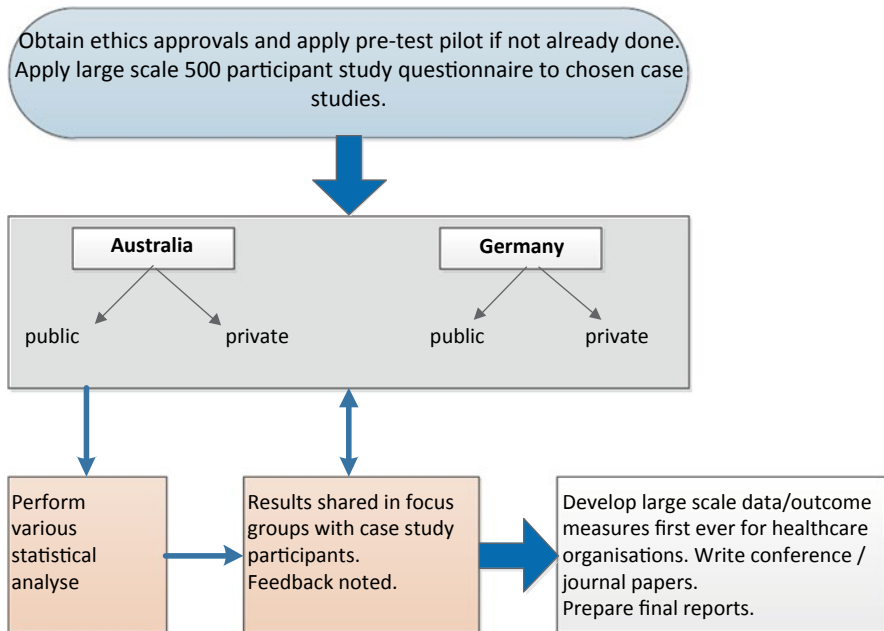 Obtain ethics approvals and apply pre-test pilot if not already done.
Apply large scale 500 participant study questionnaire to chosen case
studies.
Australia
Germany
public
private
public
private
Perform
various
statistical
analyse
Results shared in focus
groups with case study
participants.
Feedback noted.
Develop large scale data/outcome
measures first ever for healthcare
organisations. Write conference /
journal papers.
Prepare final reports.